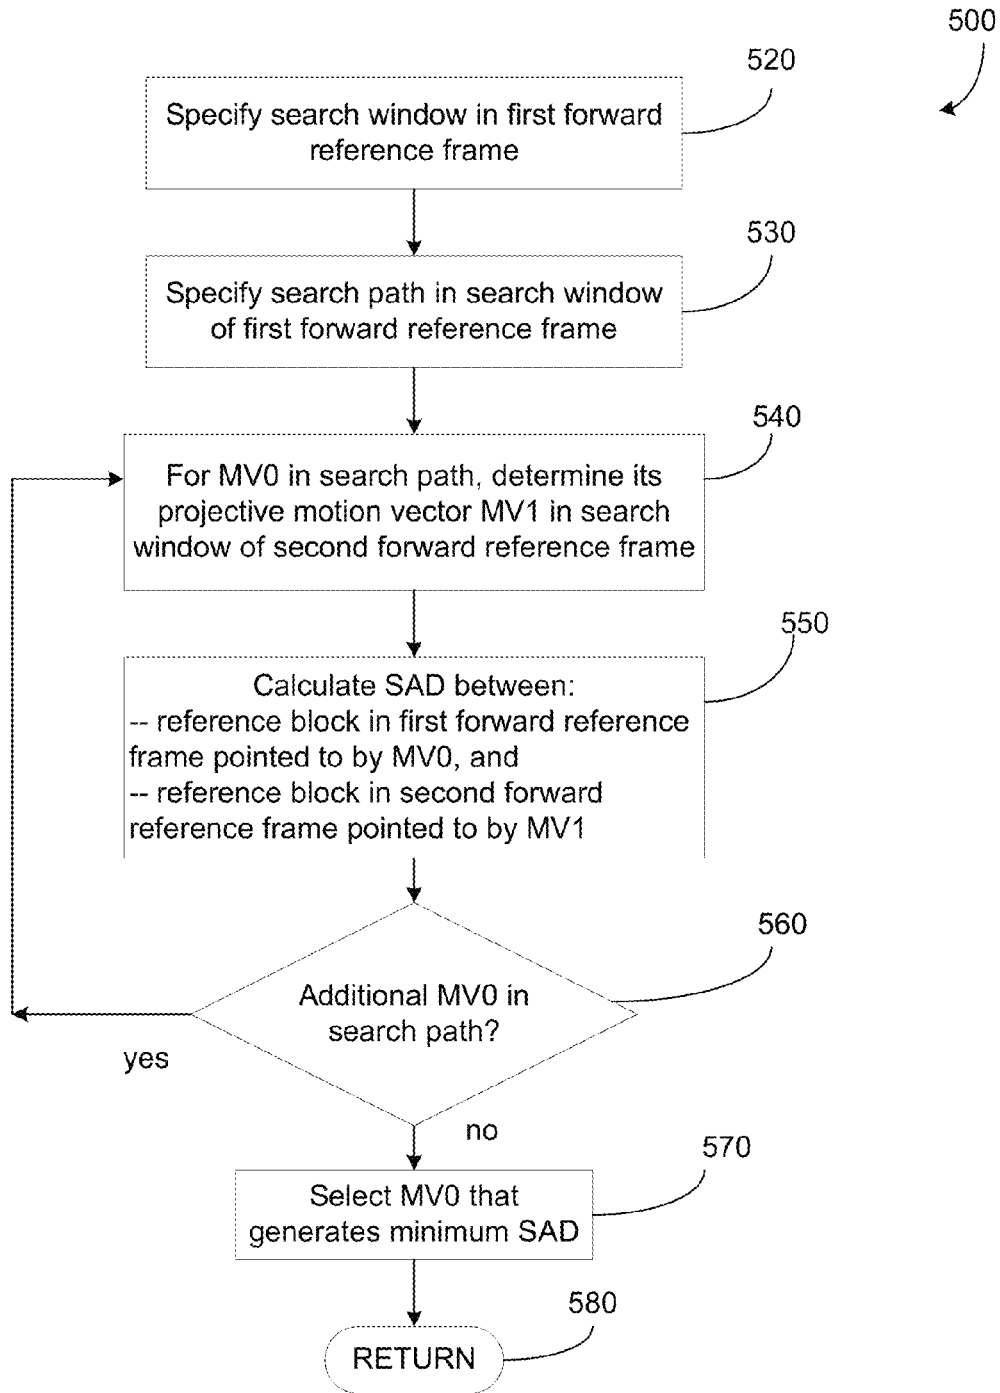 500
520
Specify search window in first forward
reference frame
530
Specify search path in search window
of first forward reference frame
540
For MV0 in search path, determine its
projective motion vector MV1 in search
window of second forward reference frame
550
Calculate SAD between:
-- reference block in first forward reference
frame pointed to by MV0, and
-- reference block in second forward
reference frame pointed to by MV1
560
Additional MV0 in
search path?
yes
no
570
Select MV0 that
generates minimum SAD
580
RETURN